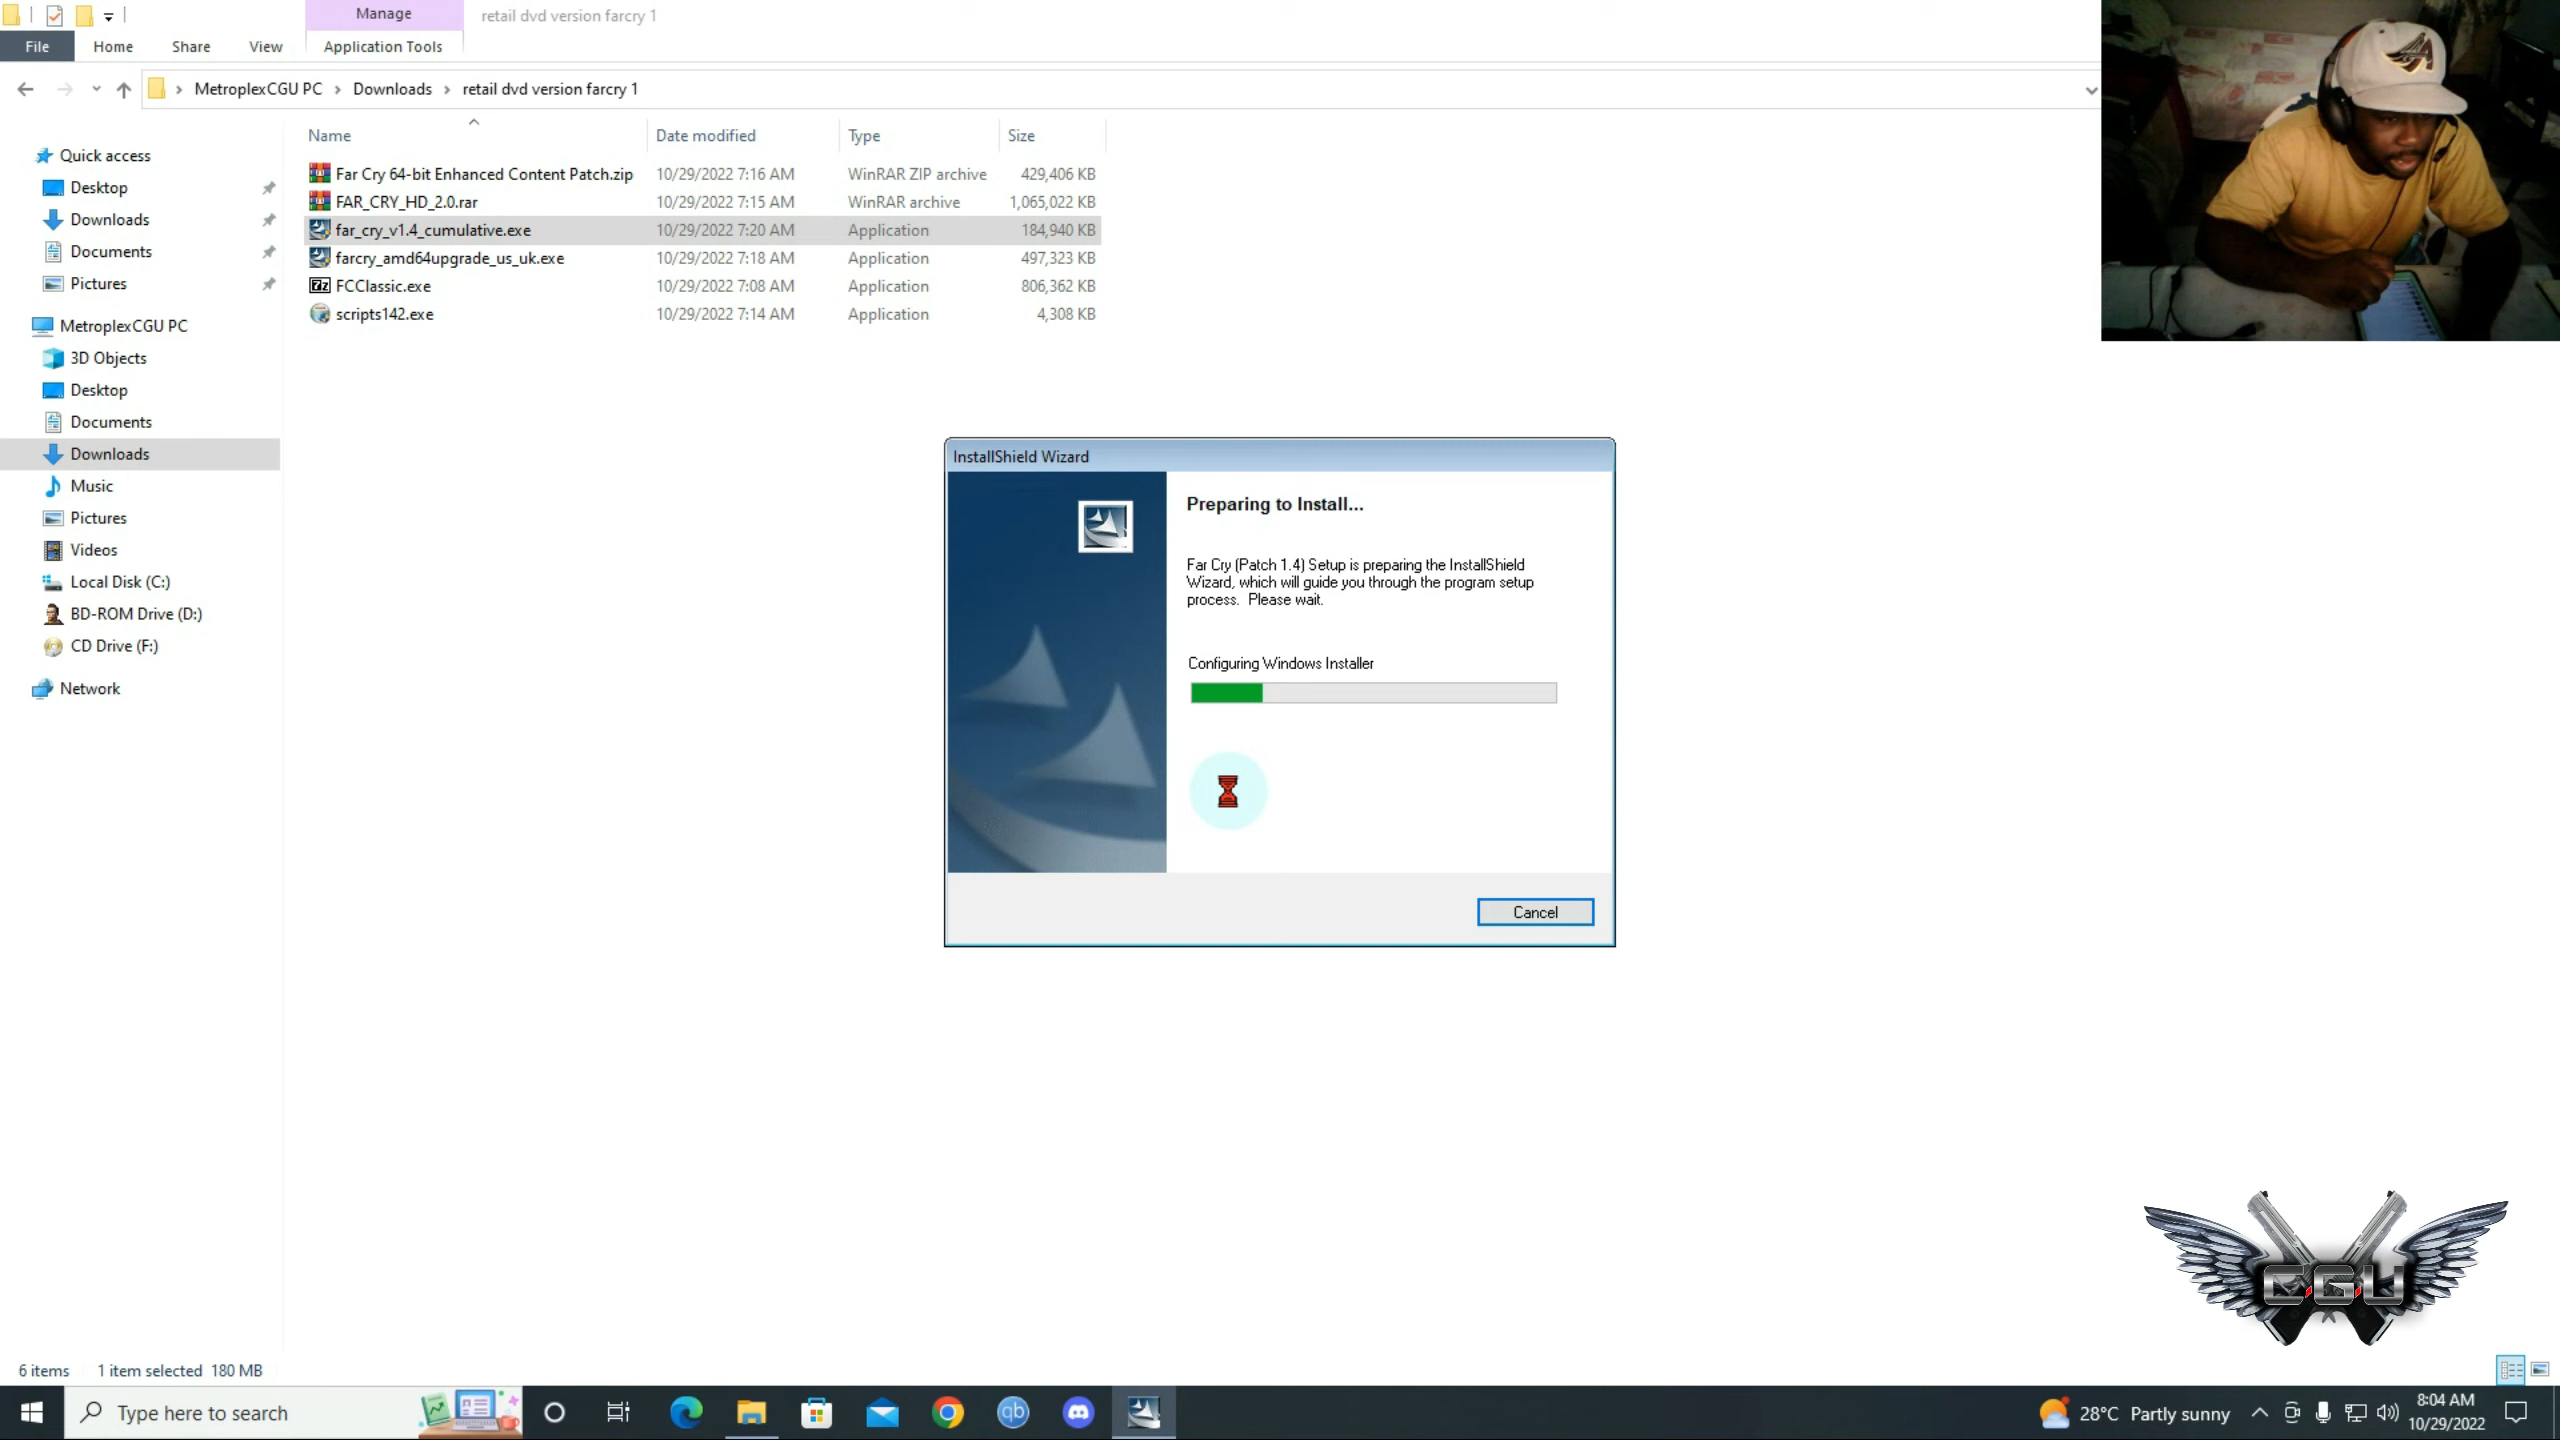 Manage
retail dvd version farcry 1
File
Home
Share
View
Application Tools
MetroplexCGU PC
Downloads
retail dvd version farcry 1
Name
Date modified
Type
Size
Far Cry 64-bit Enhanced Content Patch.zip 10/29/2022 7:16 AM WinRAR ZIP archive 429,406 KB
FAR_CRY_HD_2.0.rar 10/29/2022 7:15 AM WinRAR archive 1,065,022 KB
far_cry_v1.4_cumulative.exe 10/29/2022 7:20 AM Application 184,940 KB
farcry_amd64upgrade_us_uk.exe 10/29/2022 7:18 AM Application 497,323 KB
FCClassic.exe 10/29/2022 7:08 AM Application 806,362 KB
scripts142.exe 10/29/2022 7:14 AM Application 4,308 KB
Quick access
Desktop
Downloads
Documents
Pictures
MetroplexCGU PC
3D Objects
Desktop
Documents
Downloads
Music
Pictures
Videos
Local Disk (C:)
BD-ROM Drive (D:)
CD Drive (F:)
Network
InstallShield Wizard
Preparing to Install...
Far Cry (Patch 1.4) Setup is preparing the InstallShield
Wizard, which will guide you through the program setup
process. Please wait.
Configuring Windows Installer
Cancel
C.G.U
6 items 1 item selected 180 MB
Type here to search
qb
28°C Partly sunny
8:04 AM
10/29/2022